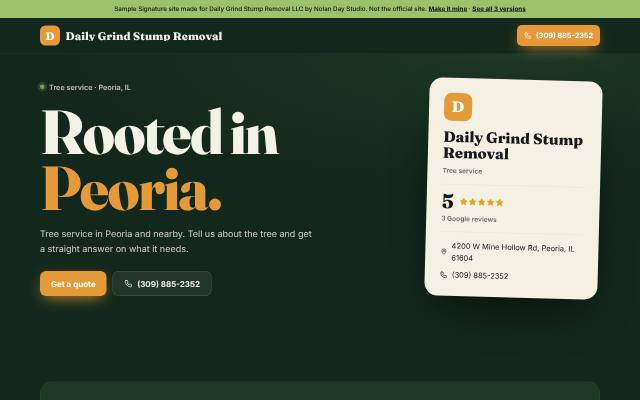 Sample Signature site made for Daily Grind Stump Removal LLC by Nolan Day Studio. Not the official site. Make it mine · See all 3 versions
D Daily Grind Stump Removal
(309) 885-2352
Tree service · Peoria, IL
Rooted in
Peoria.
Tree service in Peoria and nearby. Tell us about the tree and get
a straight answer on what it needs.
Get a quote
(309) 885-2352
D
Daily Grind Stump
Removal
Tree service
5 ★★★★★
3 Google reviews
4200 W Mine Hollow Rd, Peoria, IL
61604
(309) 885-2352